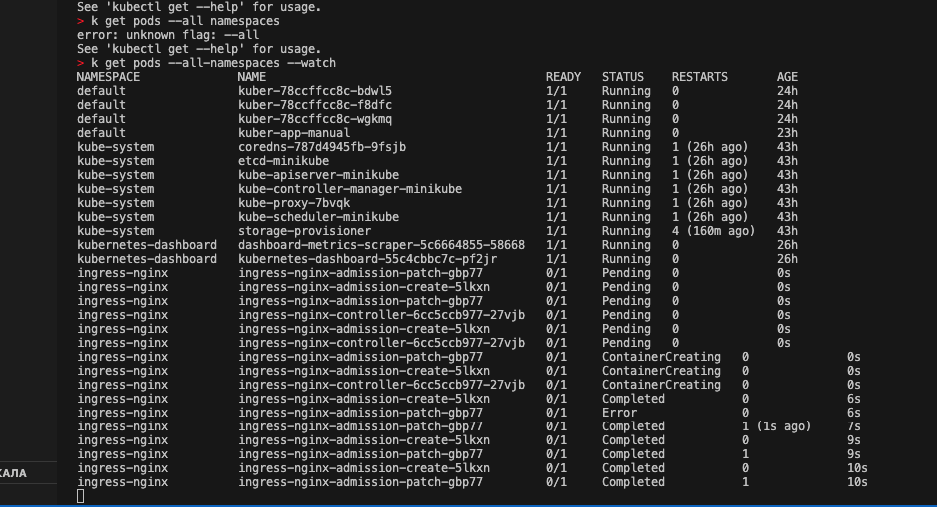 See 'kubectl get --help' for usage.
> k get pods --all namespaces
error: unknown flag: --all
See 'kubectl get --help' for usage.
> k get pods --all-namespaces --watch
NAMESPACE NAME READY STATUS RESTARTS AGE
default kuber-78ccffcc8c-bdwl5 1/1 Running 0 24h
default kuber-78ccffcc8c-f8dfc 1/1 Running 0 24h
default kuber-78ccffcc8c-wgkmq 1/1 Running 0 24h
default kuber-app-manual 1/1 Running 0 23h
kube-system coredns-787d4945fb-9fsjb 1/1 Running 1 (26h ago) 43h
kube-system etcd-minikube 1/1 Running 1 (26h ago) 43h
kube-system kube-apiserver-minikube 1/1 Running 1 (26h ago) 43h
kube-system kube-controller-manager-minikube 1/1 Running 1 (26h ago) 43h
kube-system kube-proxy-7bvqk 1/1 Running 1 (26h ago) 43h
kube-system kube-scheduler-minikube 1/1 Running 1 (26h ago) 43h
kube-system storage-provisioner 1/1 Running 4 (160m ago) 43h
kubernetes-dashboard dashboard-metrics-scraper-5c6664855-58668 1/1 Running 0 26h
kubernetes-dashboard kubernetes-dashboard-55c4cbbc7c-pf2jr 1/1 Running 0 26h
ingress-nginx ingress-nginx-admission-patch-gbp77 0/1 Pending 0 0s
ingress-nginx ingress-nginx-admission-create-5lkxn 0/1 Pending 0 0s
ingress-nginx ingress-nginx-admission-patch-gbp77 0/1 Pending 0 0s
ingress-nginx ingress-nginx-controller-6cc5ccb977-27vjb 0/1 Pending 0 0s
ingress-nginx ingress-nginx-admission-create-5lkxn 0/1 Pending 0 0s
ingress-nginx ingress-nginx-controller-6cc5ccb977-27vjb 0/1 Pending 0 0s
ingress-nginx ingress-nginx-admission-patch-gbp77 0/1 ContainerCreating 0 0s
ingress-nginx ingress-nginx-admission-create-5lkxn 0/1 ContainerCreating 0 0s
ingress-nginx ingress-nginx-controller-6cc5ccb977-27vjb 0/1 ContainerCreating 0 0s
ingress-nginx ingress-nginx-admission-create-5lkxn 0/1 Completed 0 6s
ingress-nginx ingress-nginx-admission-patch-gbp77 0/1 Error 0 6s
ingress-nginx ingress-nginx-admission-patch-gbp77 0/1 Completed 1 (1s ago) 7s
ingress-nginx ingress-nginx-admission-create-5lkxn 0/1 Completed 0 9s
ingress-nginx ingress-nginx-admission-patch-gbp77 0/1 Completed 1 9s
КАЛА
ingress-nginx ingress-nginx-admission-create-5lkxn 0/1 Completed 0 10s
ingress-nginx ingress-nginx-admission-patch-gbp77 0/1 Completed 1 10s